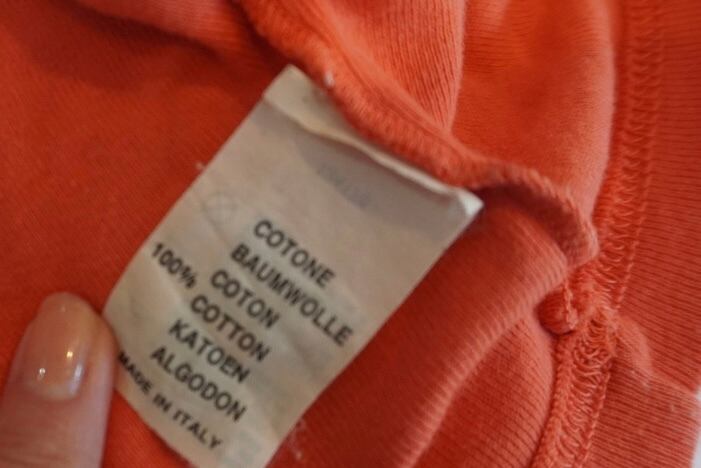 COTONE
BAUMWOLLE
100% COTON
COTTON
KATOEN
ALGODON
MADE IN ITALY